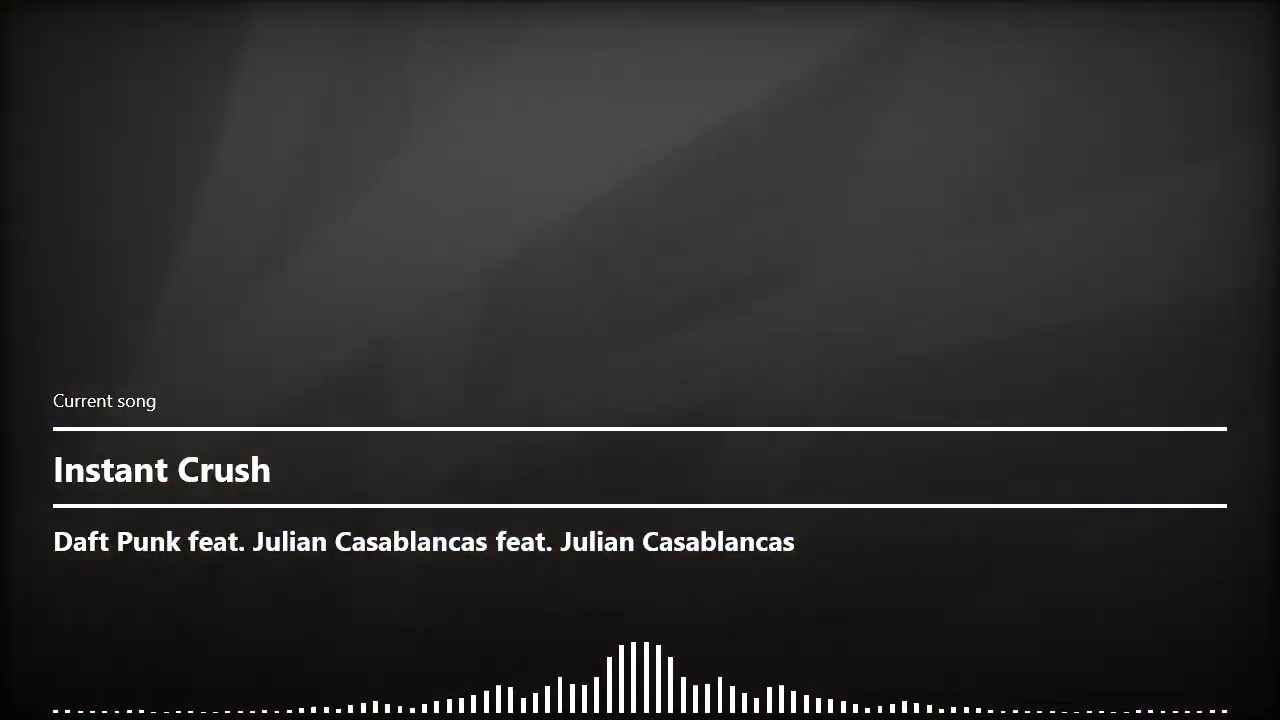 Current song
Instant Crush
Daft Punk feat. Julian Casablancas feat. Julian Casablancas